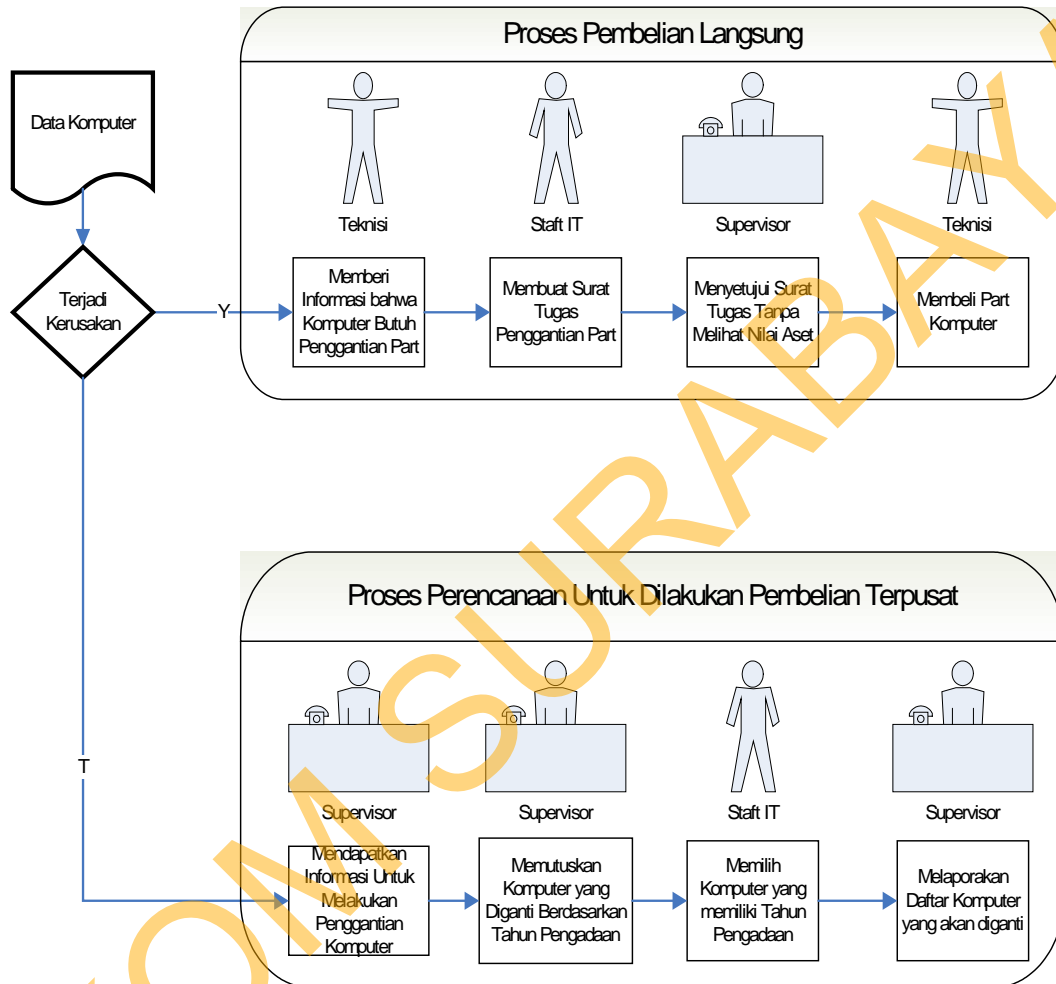 Proses Pembelian Langsung
Data Komputer
Teknisi
Staft IT
Supervisor
Teknisi
Terjadi
Kerusakan
Y
Memberi
Informasi bahwa
Komputer Butuh
Penggantian Part
Membuat Surat
Tugas
Penggantian Part
Menyetujui Surat
Tugas Tanpa
Melihat Nilai Aset
Membeli Part
Komputer
Proses Perencanaan Untuk Dilakukan Pembelian Terpusat
T
Supervisor
Supervisor
Staft IT
Supervisor
Mendapatkan
Informasi Untuk
Melakukan
Penggantian
Komputer
Memutuskan
Komputer yang
Diganti Berdasarkan
Tahun Pengadaan
Memilih
Komputer yang
memiliki Tahun
Pengadaan
Melaporakan
Daftar Komputer
yang akan diganti
OM SURABAYA